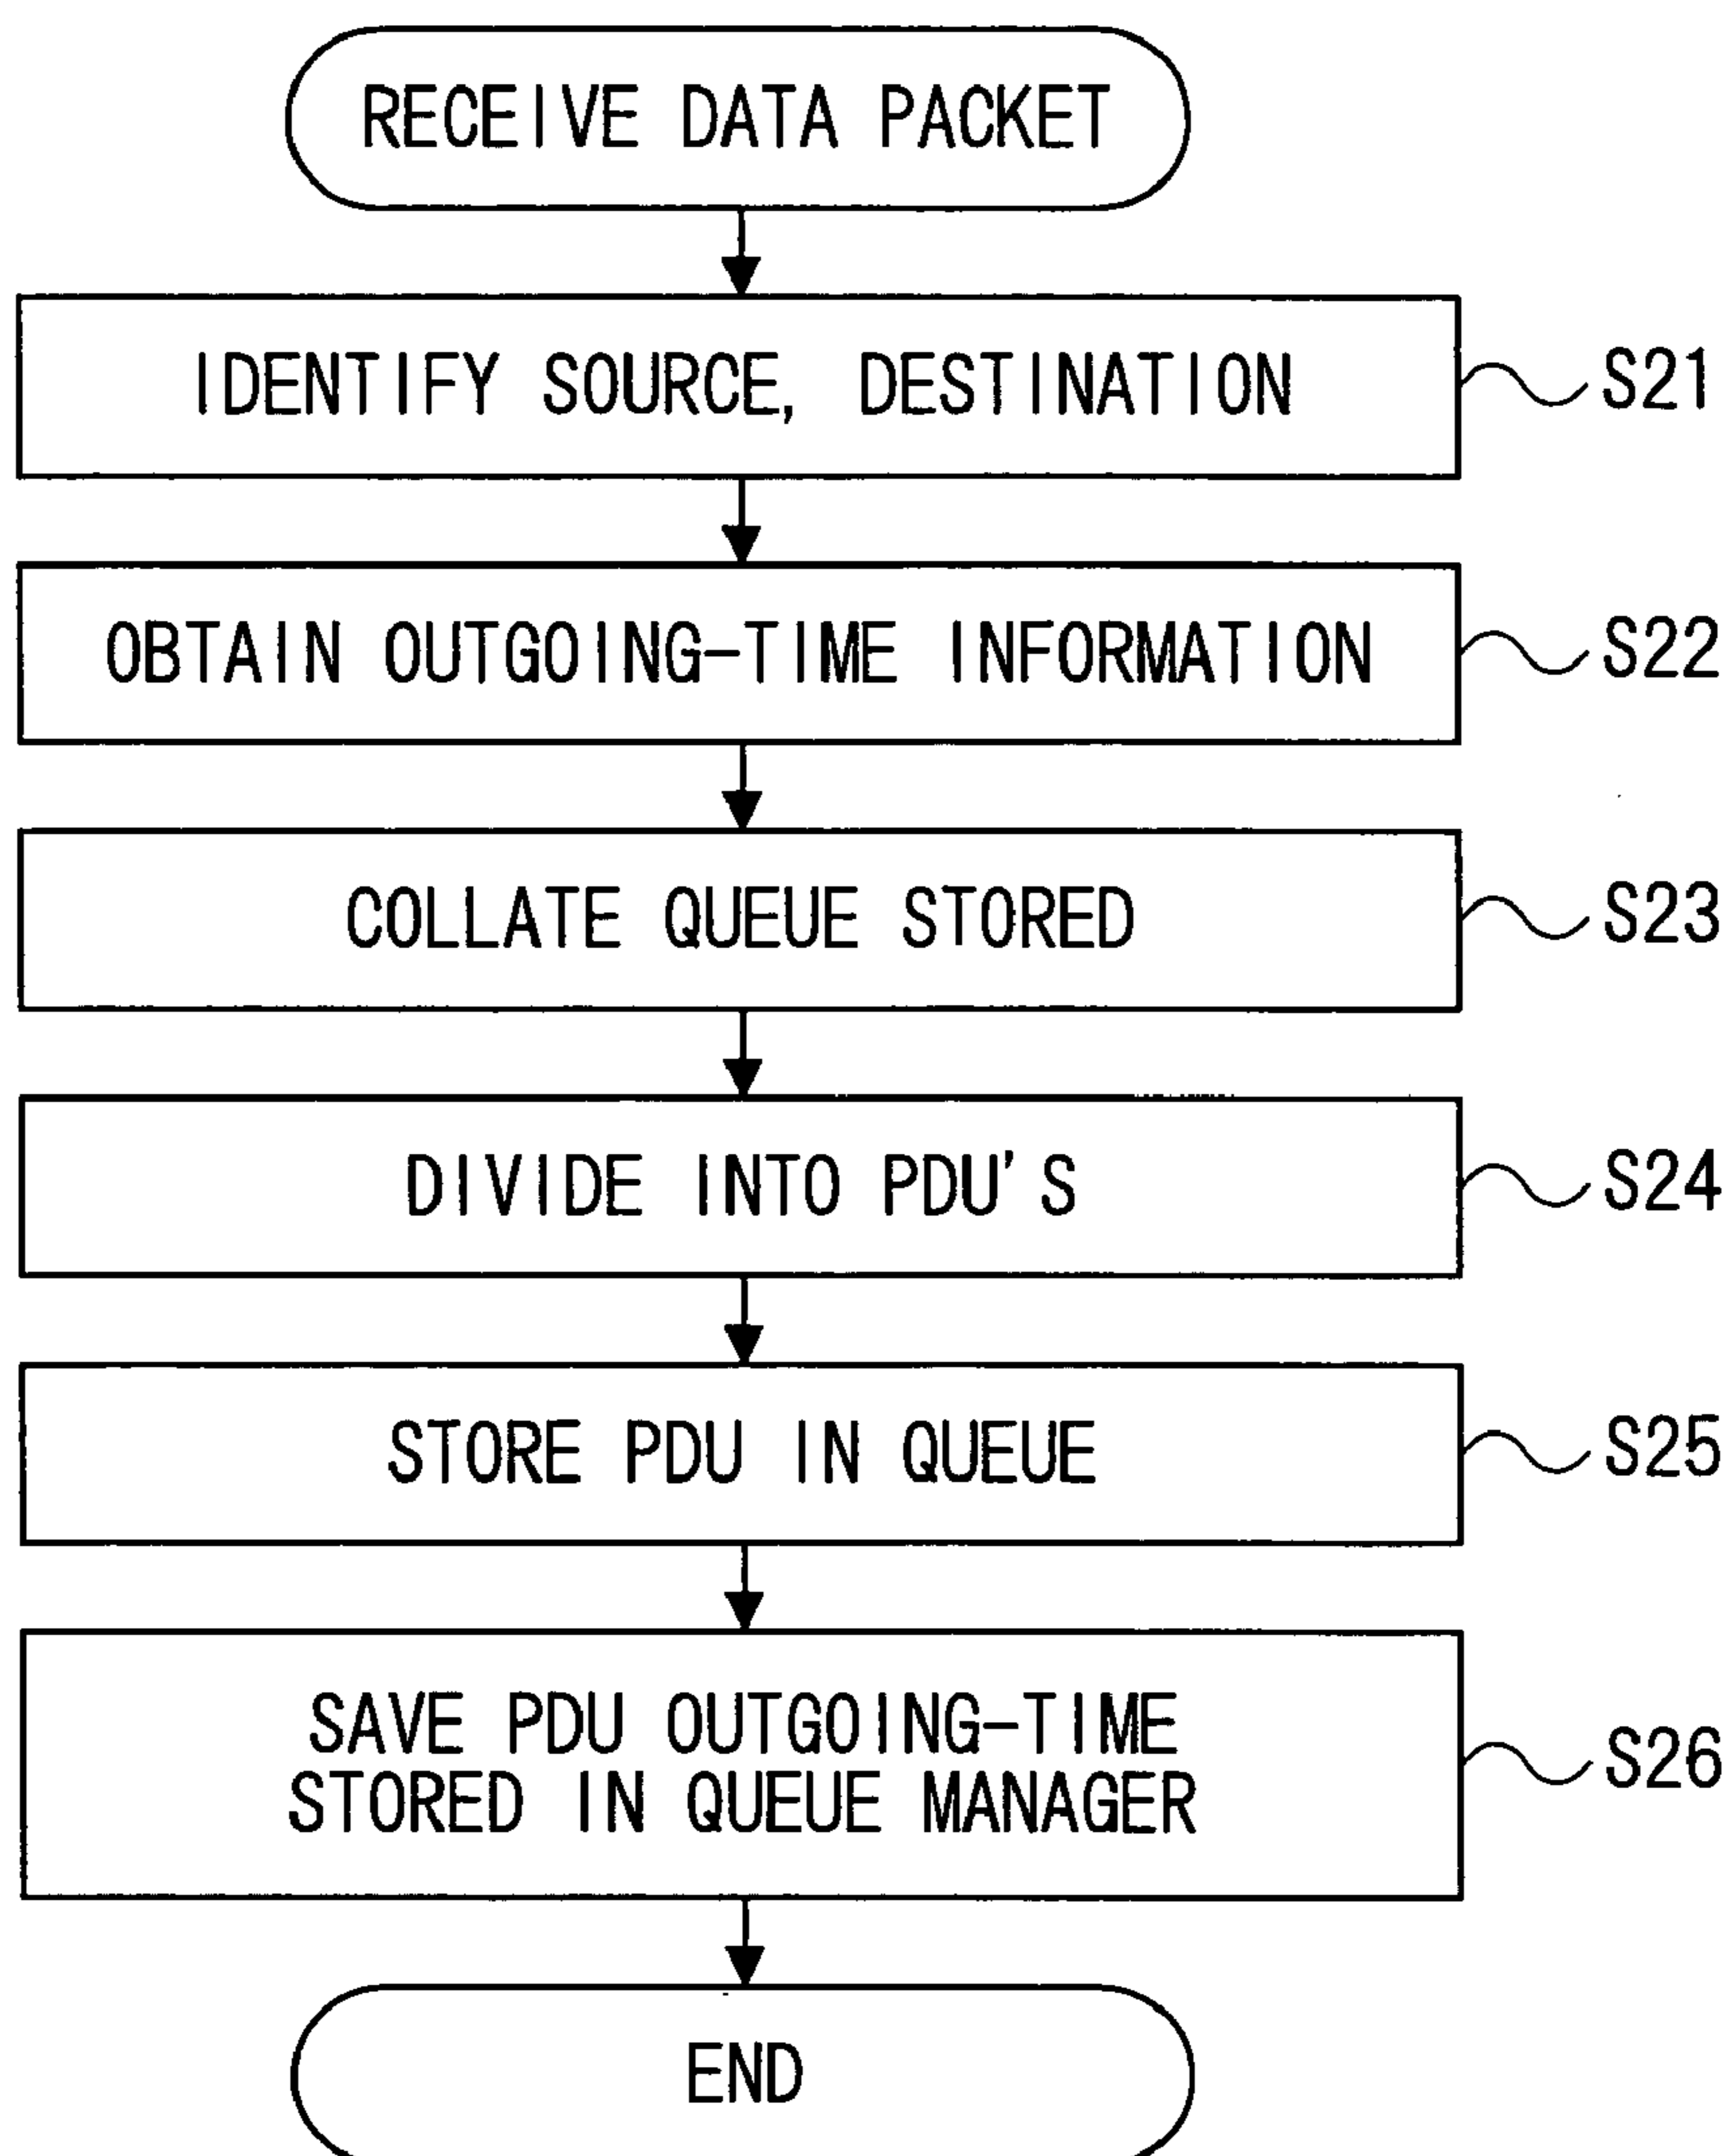 RECEIVE DATA PACKET
IDENTIFY SOURCE, DESTINATION
S21
OBTAIN OUTGOING-TIME INFORMATION
S22
COLLATE QUEUE STORED
S23
DIVIDE INTO PDU'S
S24
STORE PDU IN QUEUE
S25
SAVE PDU OUTGOING-TIME
STORED IN QUEUE MANAGER
S26
END